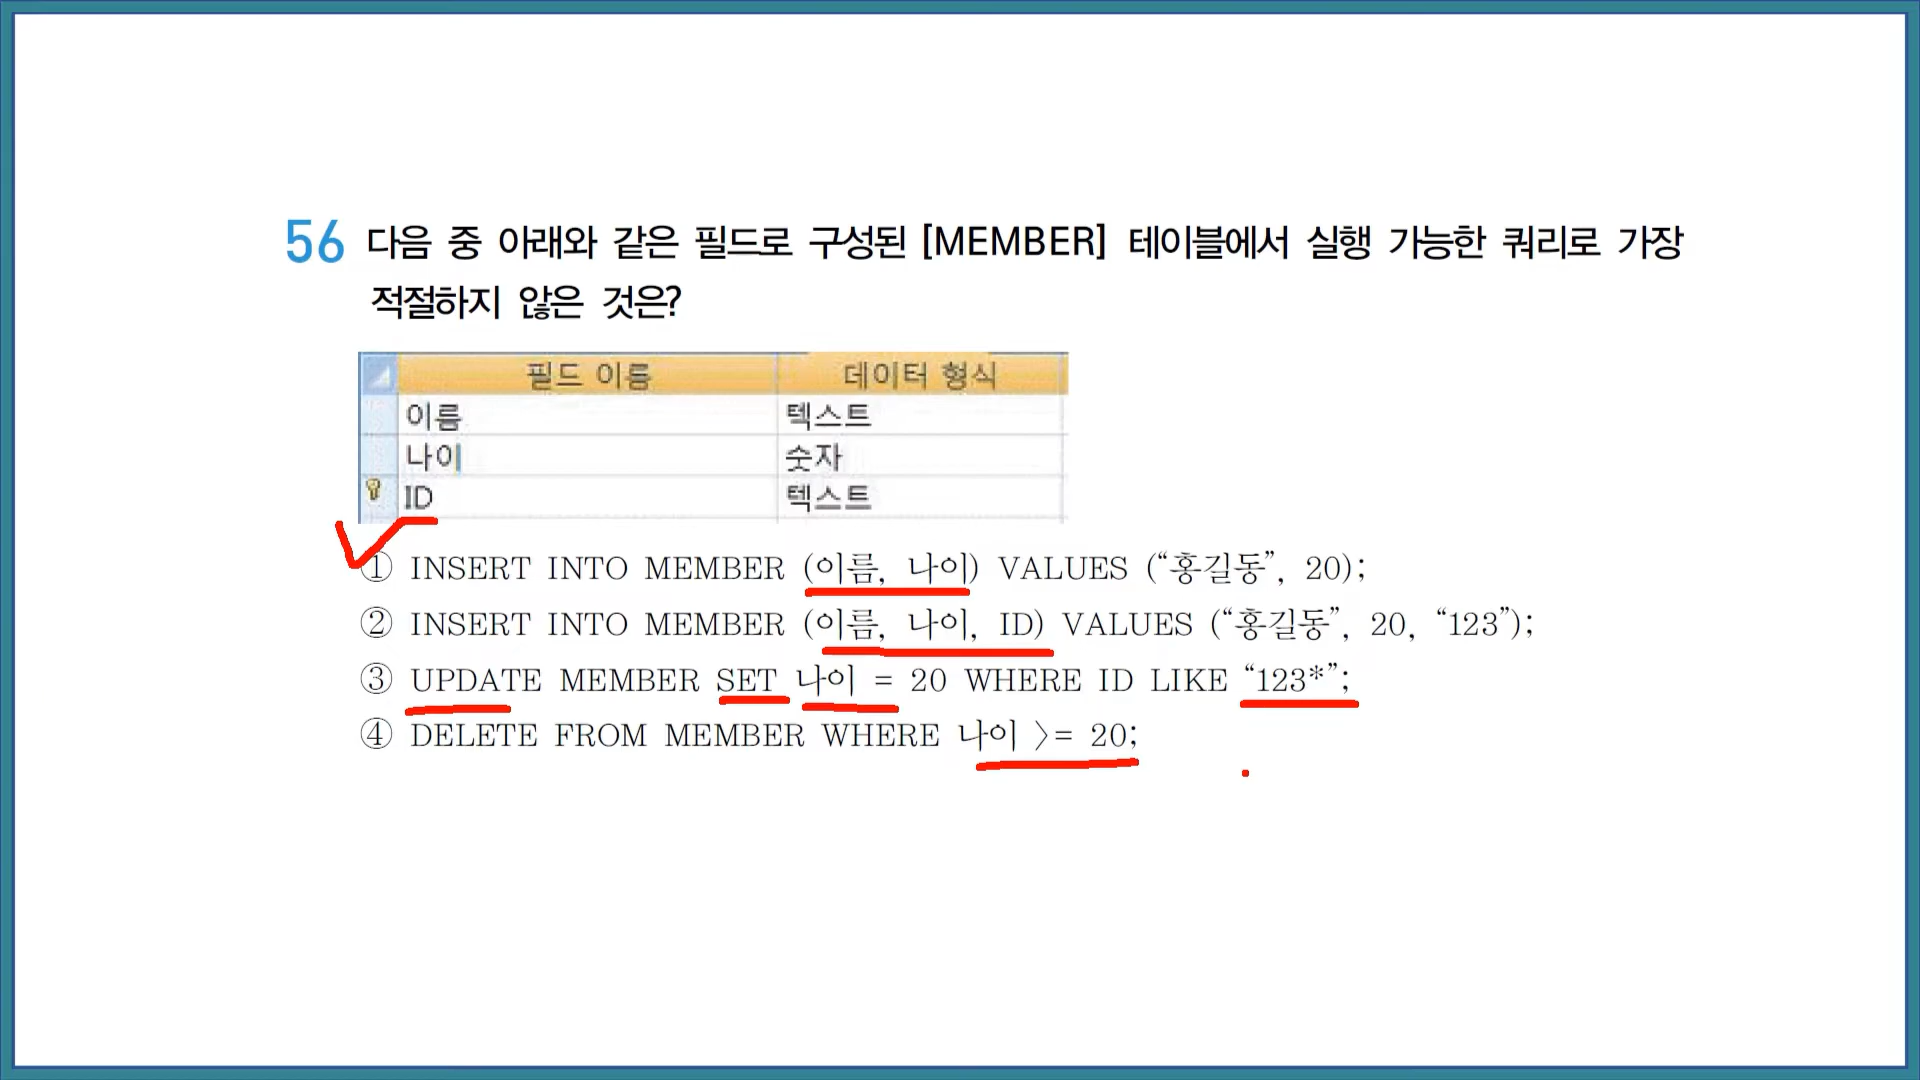 56 다음 중 아래와 같은 필드로 구성된 [MEMBER] 테이블에서 실행 가능한 쿼리로 가장
적절하지 않은 것은?
필드 이름 데이터 형식
이름 텍스트
나이 숫자
ID 텍스트
① INSERT INTO MEMBER (이름, 나이) VALUES (“홍길동”, 20);
② INSERT INTO MEMBER (이름, 나이, ID) VALUES (“홍길동”, 20, “123”);
③ UPDATE MEMBER SET 나이 = 20 WHERE ID LIKE “123*”;
④ DELETE FROM MEMBER WHERE 나이 >= 20;